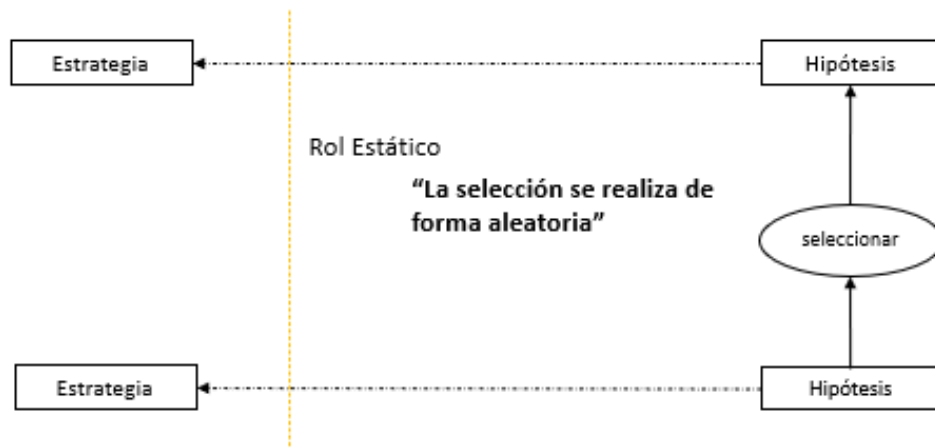 Estrategia
Hipótesis
Rol Estático
“La selección se realiza de
forma aleatoria”
seleccionar
Estrategia
Hipótesis